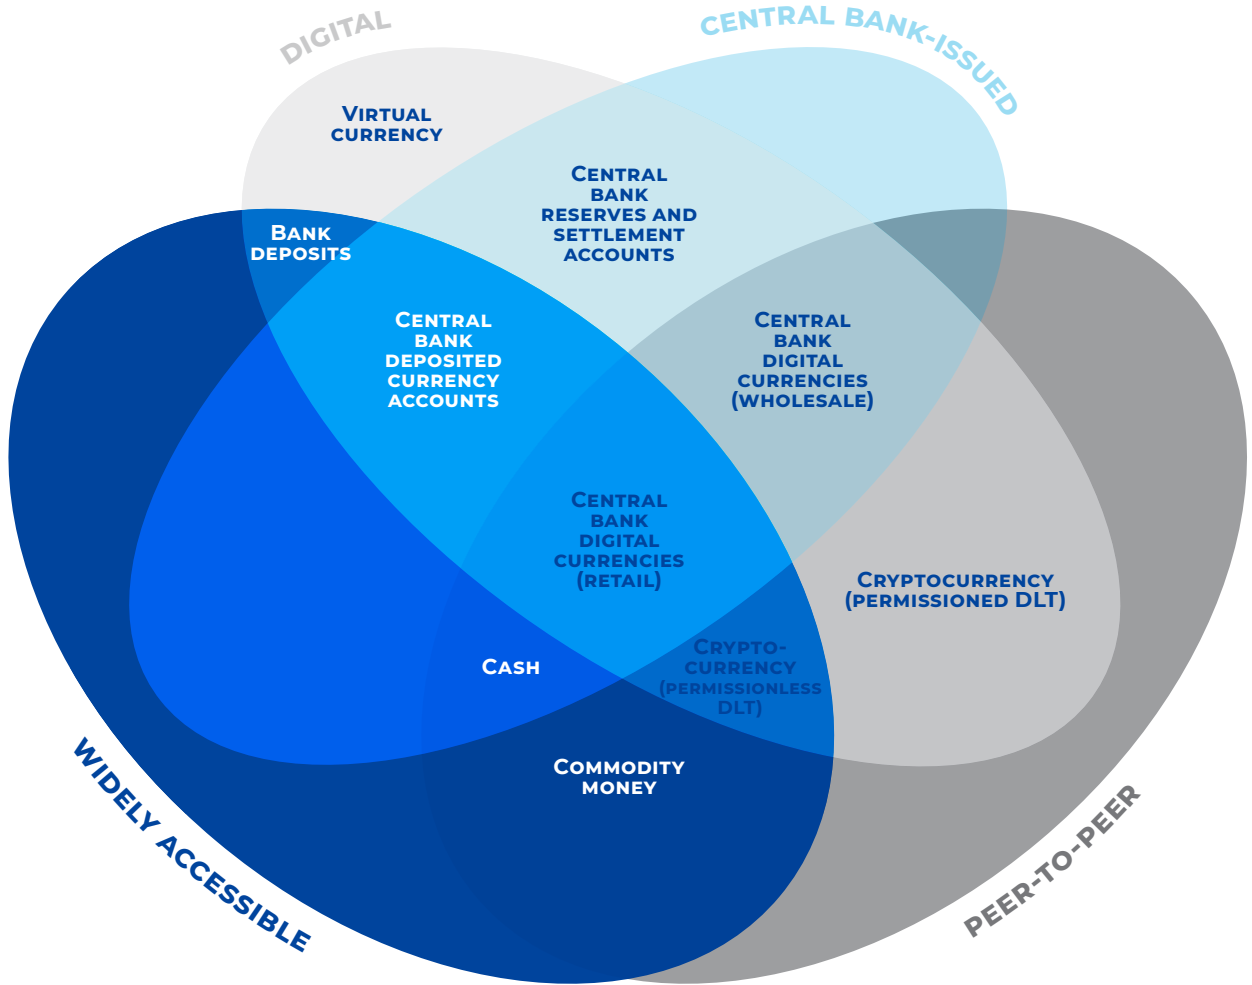 DIGITAL
CENTRAL BANK-ISSUED
VIRTUAL
CURRENCY
CENTRAL
BANK
RESERVES AND
SETTLEMENT
ACCOUNTS
BANK
DEPOSITS
CENTRAL
BANK
DEPOSITED
CURRENCY
ACCOUNTS
CENTRAL
BANK
DIGITAL
CURRENCIES
(WHOLESALE)
CENTRAL
BANK
DIGITAL
CURRENCIES
(RETAIL)
CRYPTOCURRENCY
(PERMISSIONED DLT)
CASH
CRYPTO-
CURRENCY
(PERMISSIONLESS
DLT)
COMMODITY
MONEY
WIDELY ACCESSIBLE
PEER-TO-PEER